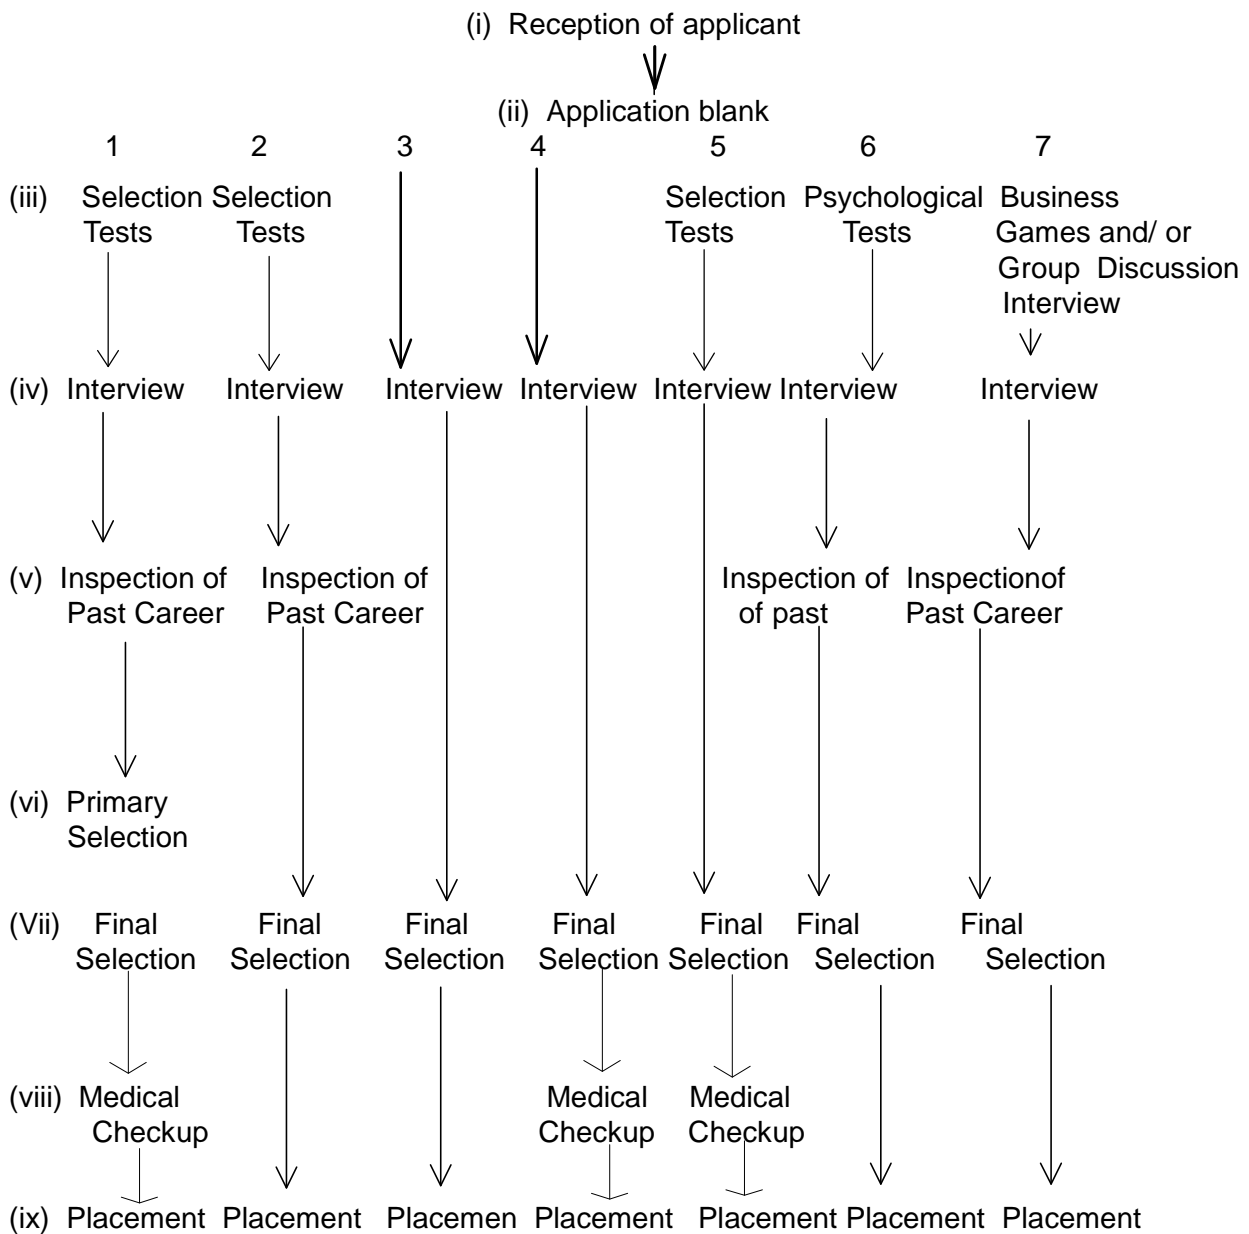 (i) Reception of applicant
(ii) Application blank
1 2 3 4 5 6 7
(iii) Selection Selection Selection Psychological Business
Tests Tests Tests Tests Games and/ or
Group Discussion
Interview
(iv) Interview Interview Interview Interview Interview Interview Interview
(v) Inspection of Inspection of Inspection of Inspectionof
Past Career Past Career of past Past Career
(vi) Primary
Selection
(Vii) Final Final Final Final Final Final Final
Selection Selection Selection Selection Selection Selection Selection
(viii) Medical Medical Medical
Checkup Checkup Checkup
(ix) Placement Placement Placemen Placement Placement Placement Placement